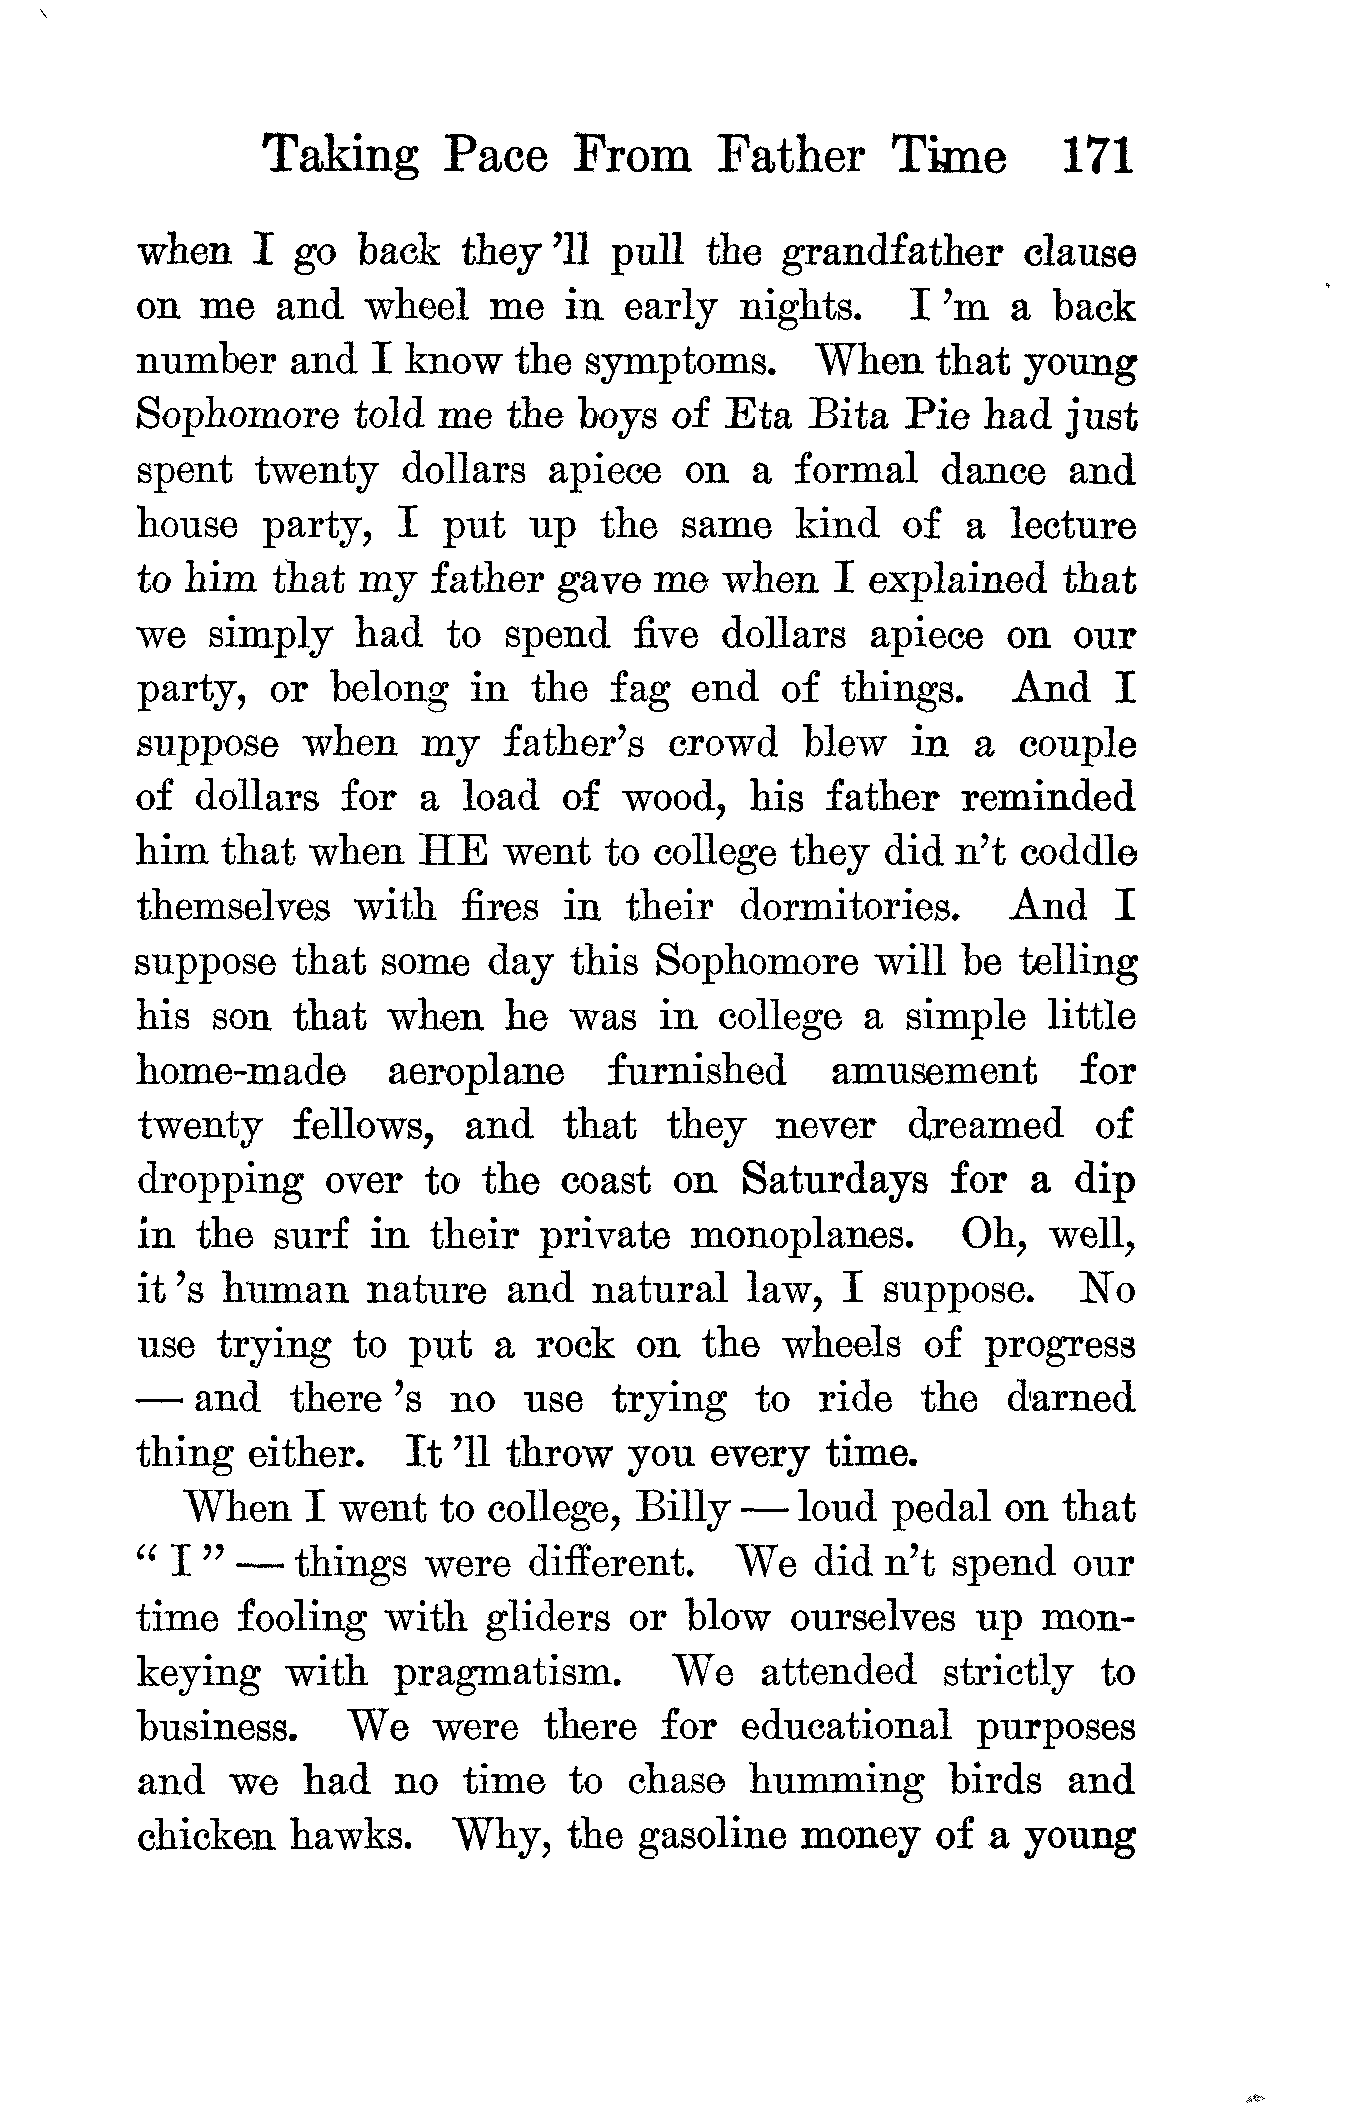 Taking Pace From Father Time 171
when I go back they 'll pull the grandfather clause
on me and wheel me in early nights. I 'm a back
number and I know the symptoms. When that young
Sophomore told me the boys of Eta Bita Pie had just
spent twenty dollars apiece on a formal dance and
house party, I put up the same kind of a lecture
to him that my father gave me when I explained that
we simply had to spend five dollars apiece on our
party, or belong in the fag end of things. And I
suppose when my father's crowd blew in a couple
of dollars for a load of wood, his father reminded
him that when HE went to college they did n't coddle
themselves with fires in their dormitories. And I
suppose that some day this Sophomore will be telling
his son that when he was in college a simple little
home-made aeroplane furnished amusement for
twenty fellows, and that they never dreamed of
dropping over to the coast on Saturdays for a dip
in the surf in their private monoplanes. Oh, well,
it 's human nature and natural law, I suppose. No
use trying to put a rock on the wheels of progress
— and there 's no use trying to ride the darned
thing either. It 'll throw you every time.
When I went to college, Billy — loud pedal on that
" I " — things were different. We did n't spend our
time fooling with gliders or blow ourselves up mon-
keying with pragmatism. We attended strictly to
business. We were there for educational purposes
and we had no time to chase humming birds and
chicken hawks. Why, the gasoline money of a young